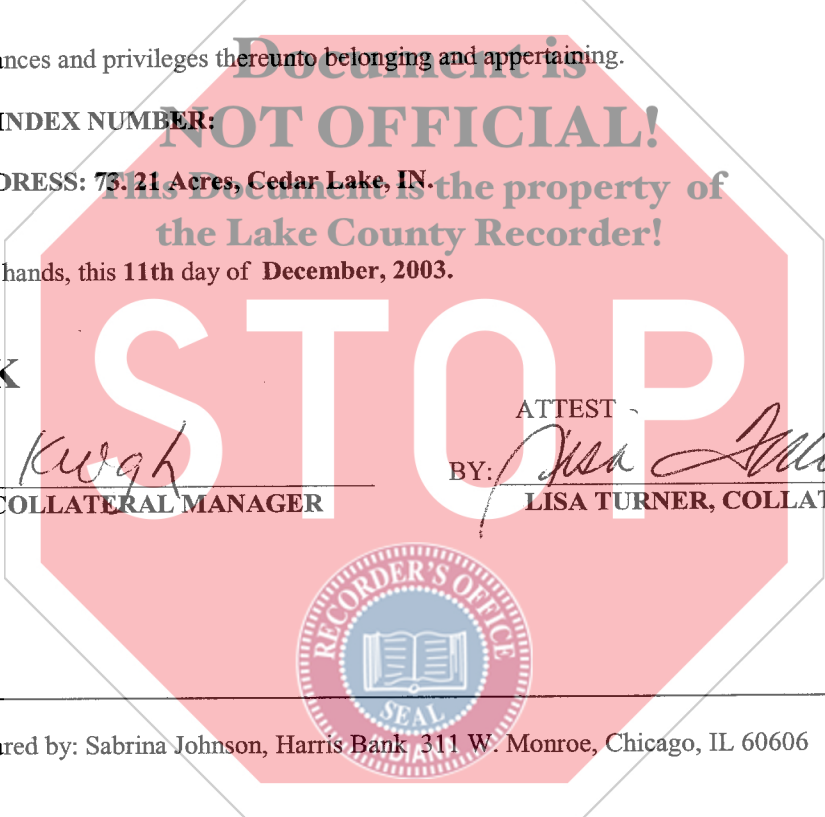 ances and privileges thereunto belonging and appertaining.
Document is
INDEX NUMBER:
NOT OFFICIAL!
DRESS: 73.21 Acres, Cedar Lake, IN.
This Document is the property of
the Lake County Recorder!
hands, this 11th day of December, 2003.
STOP
K
ATTEST
BY: Lisa
COLLATERAL MANAGER
LISA TURNER, COLLAT
RECORDER'S OFFICE
SEAL
INDIANA
ared by: Sabrina Johnson, Harris Bank 311 W. Monroe, Chicago, IL 60606